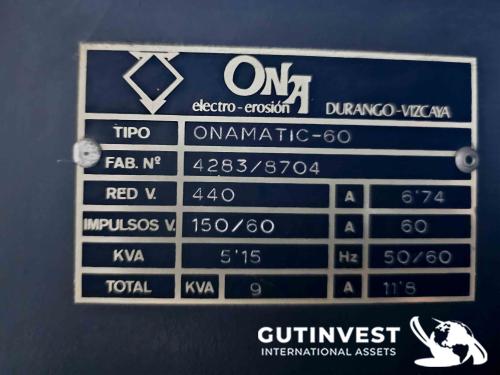 ONA
electro-erosión DURANGO-VIZCAYA
TIPO ONAMATIC-60
FAB. Nº 4283/8704
RED V. 440 A 6'74
IMPULSOS V. 150/60 A 60
KVA 5'15 Hz 50/60
TOTAL KVA 9 A 11'8
GUTINVEST
INTERNATIONAL ASSETS